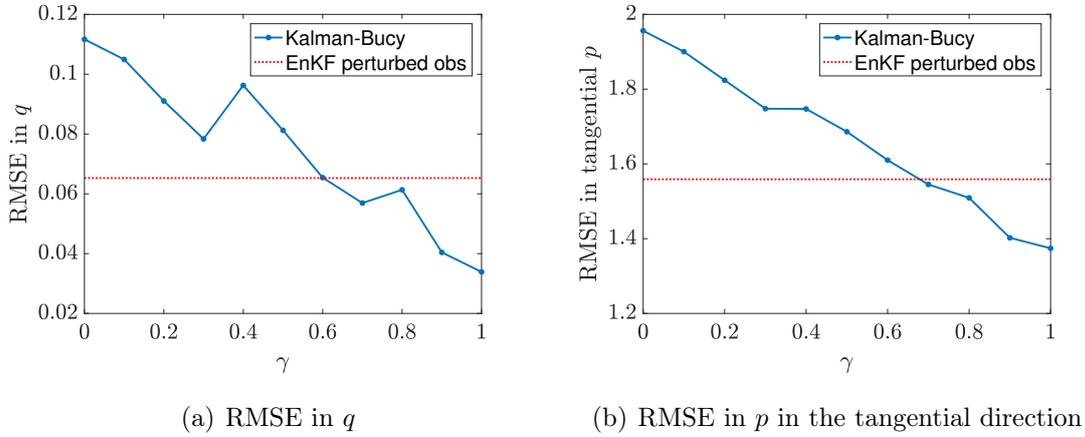 0.12
0.1
0.08
0.06
0.04
0.02
RMSE in q
0 0.2 0.4 0.6 0.8 1
γ
Kalman-Bucy
EnKF perturbed obs
(a) RMSE in q
2
1.8
1.6
1.4
1.2
RMSE in tangential p
0 0.2 0.4 0.6 0.8 1
γ
Kalman-Bucy
EnKF perturbed obs
(b) RMSE in p in the tangential direction